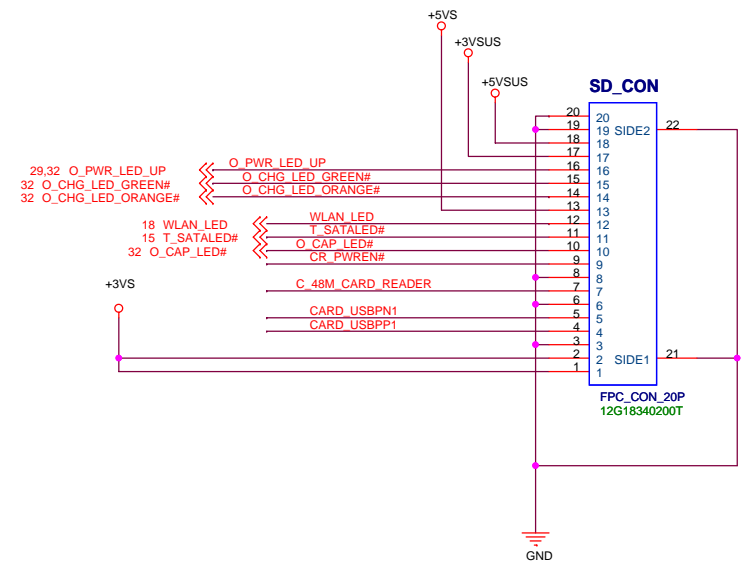 +5VS
+3VSUS
+5VSUS
SD_CON
20 20
19 19 SIDE2 22
18 18
17 17
29,32 O_PWR_LED_UP O_PWR_LED_UP 16 16
32 O_CHG_LED_GREEN# O_CHG_LED_GREEN# 15 15
32 O_CHG_LED_ORANGE# O_CHG_LED_ORANGE# 14 14
13 13
18 WLAN_LED WLAN_LED 12 12
15 T_SATALED# T_SATALED# 11 11
32 O_CAP_LED# O_CAP_LED# 10 10
CR_PWREN# 9 9
8 8
+3VS
C_48M_CARD_READER 7 7
6 6
CARD_USBPN1 5 5
CARD_USBPP1 4 4
3 3
2 2 SIDE1 21
1 1
FPC_CON_20P
12G18340200T
GND